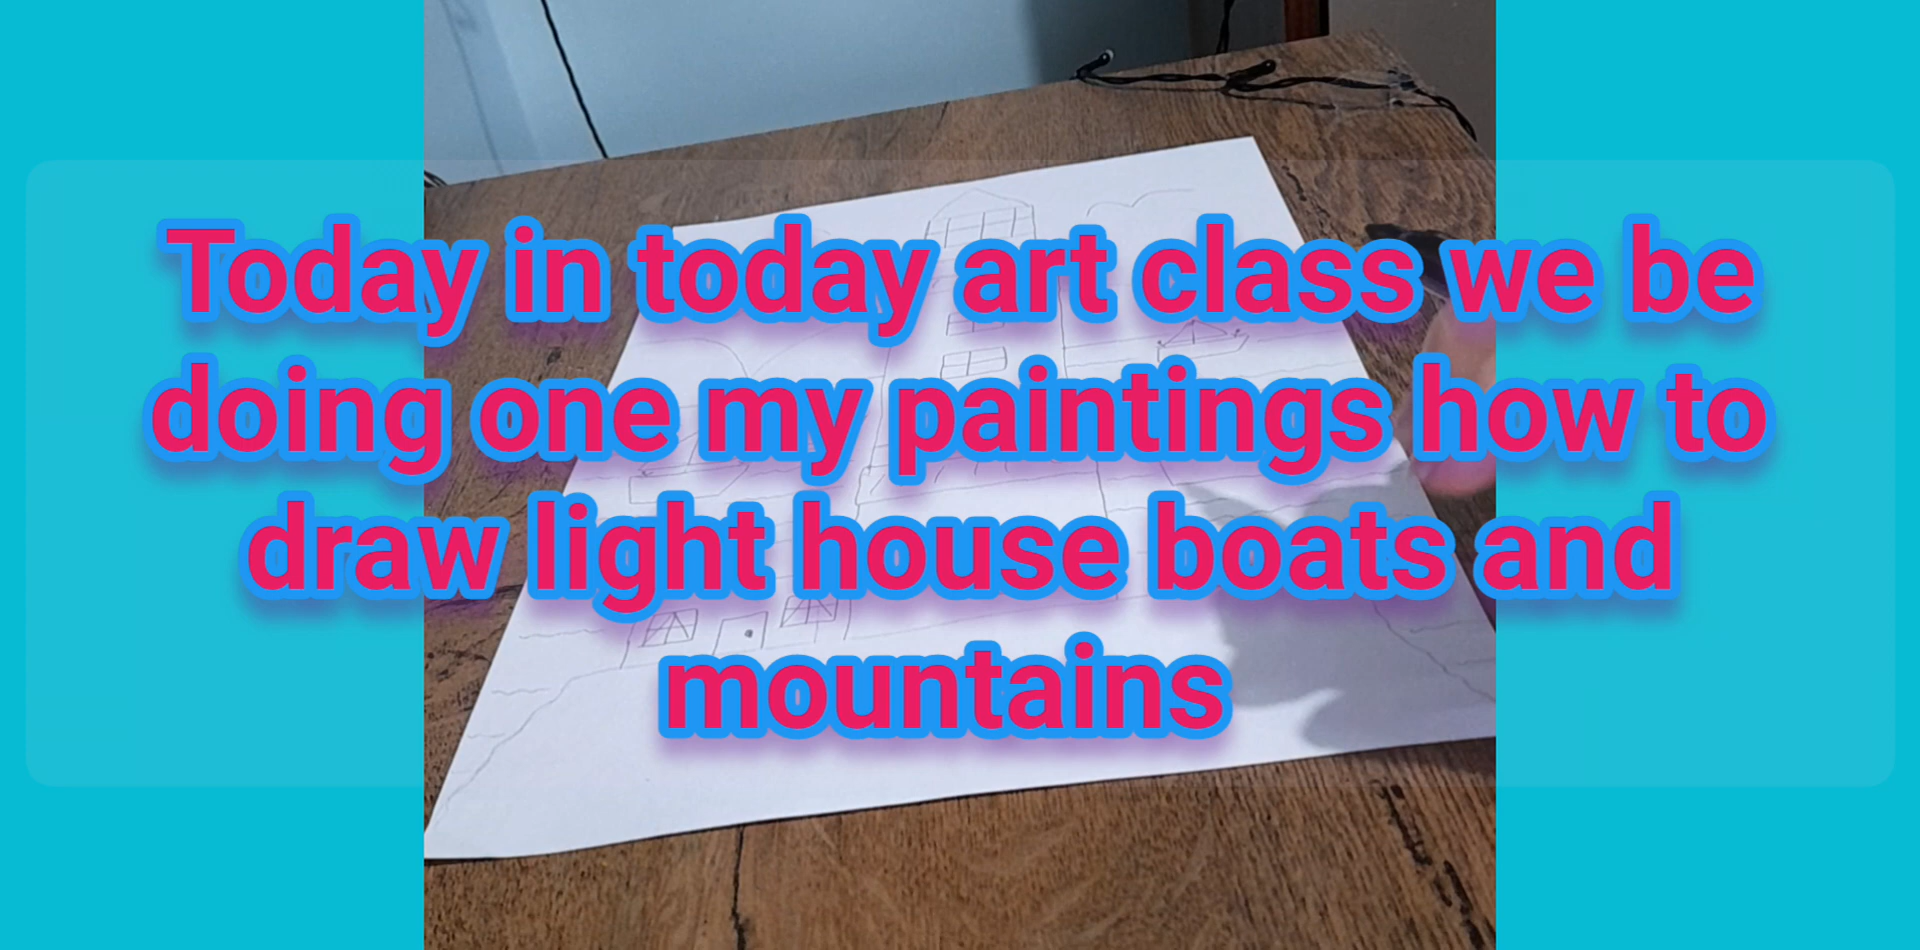 Today in today art class we be
doing one my paintings how to
draw light house boats and
mountains